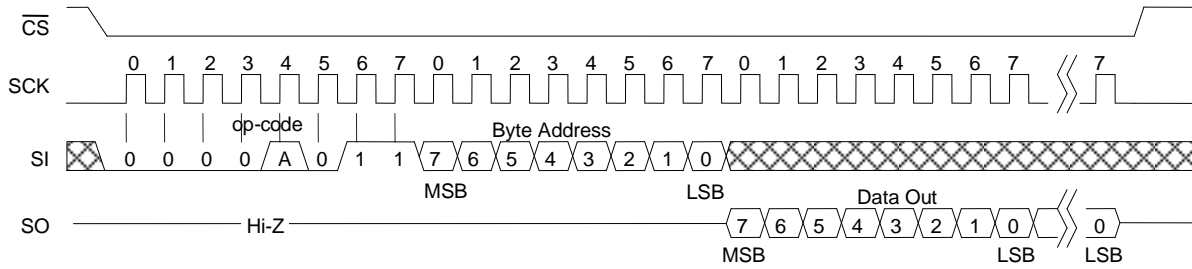 CS
0 1 2 3 4 5 6 7 0 1 2 3 4 5 6 7 0 1 2 3 4 5 6 7 7
SCK
op-code Byte Address
SI 0 0 0 0 A 0 1 1 7 6 5 4 3 2 1 0
MSB LSB
Data Out
SO Hi-Z 7 6 5 4 3 2 1 0 0
MSB LSB LSB